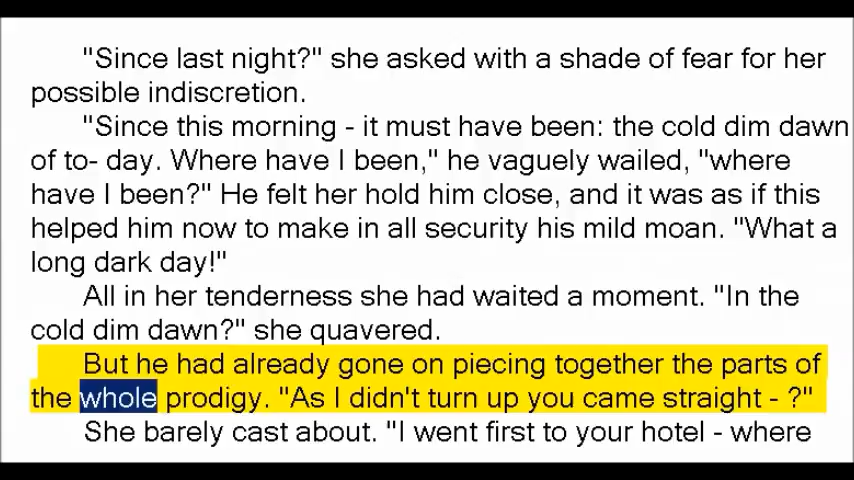 "Since last night?" she asked with a shade of fear for her
possible indiscretion.
"Since this morning - it must have been: the cold dim dawn
of to- day. Where have I been," he vaguely wailed, "where
have I been?" He felt her hold him close, and it was as if this
helped him now to make in all security his mild moan. "What a
long dark day!"
All in her tenderness she had waited a moment. "In the
cold dim dawn?" she quavered.
But he had already gone on piecing together the parts of
the whole prodigy. "As I didn't turn up you came straight - ?"
She barely cast about. "I went first to your hotel - where